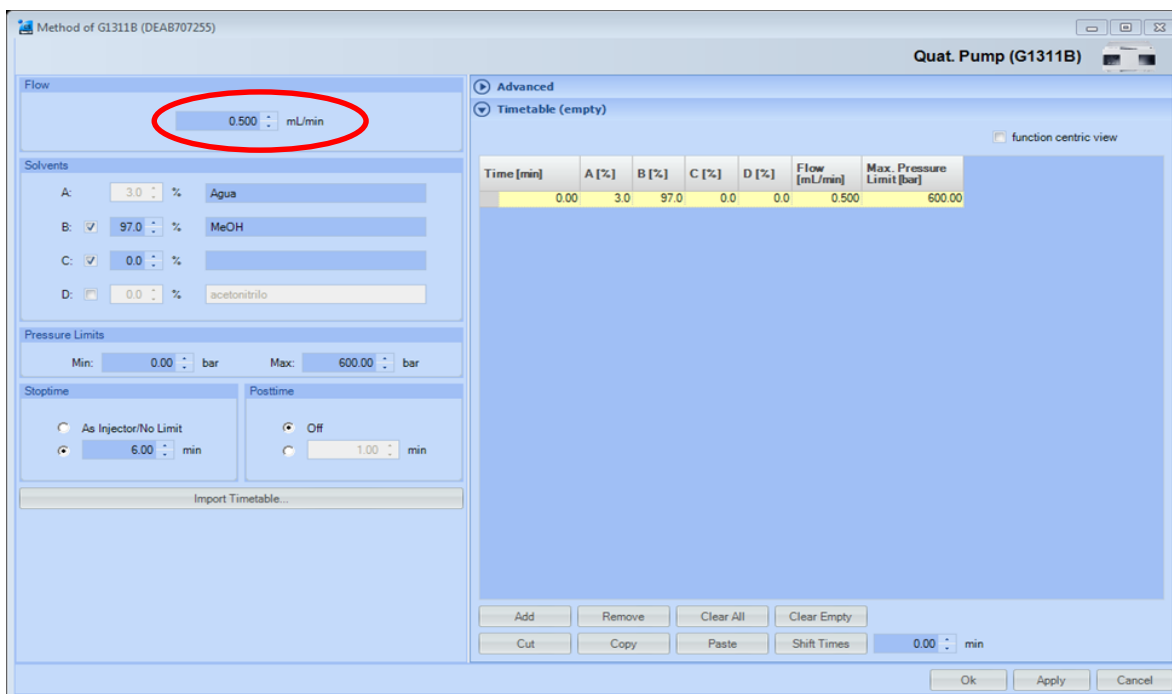 Method of G1311B (DEAB707255)
Quat. Pump (G1311B)
Flow
0.500 mL/min
Solvents
A: 3.0 % Agua
B: 97.0 % MeOH
C: 0.0 %
D: 0.0 % acetonitrilo
Pressure Limits
Min: 0.00 bar Max: 600.00 bar
Stoptime
As Injector/No Limit
6.00 min
Posttime
Off
1.00 min
Import Timetable...
Advanced
Timetable (empty)
function centric view
Time [min] A [%] B [%] C [%] D [%] Flow [mL/min] Max. Pressure Limit [bar]
0.00 3.0 97.0 0.0 0.0 0.500 600.00
Add Remove Clear All Clear Empty
Cut Copy Paste Shift Times 0.00 min
Ok Apply Cancel